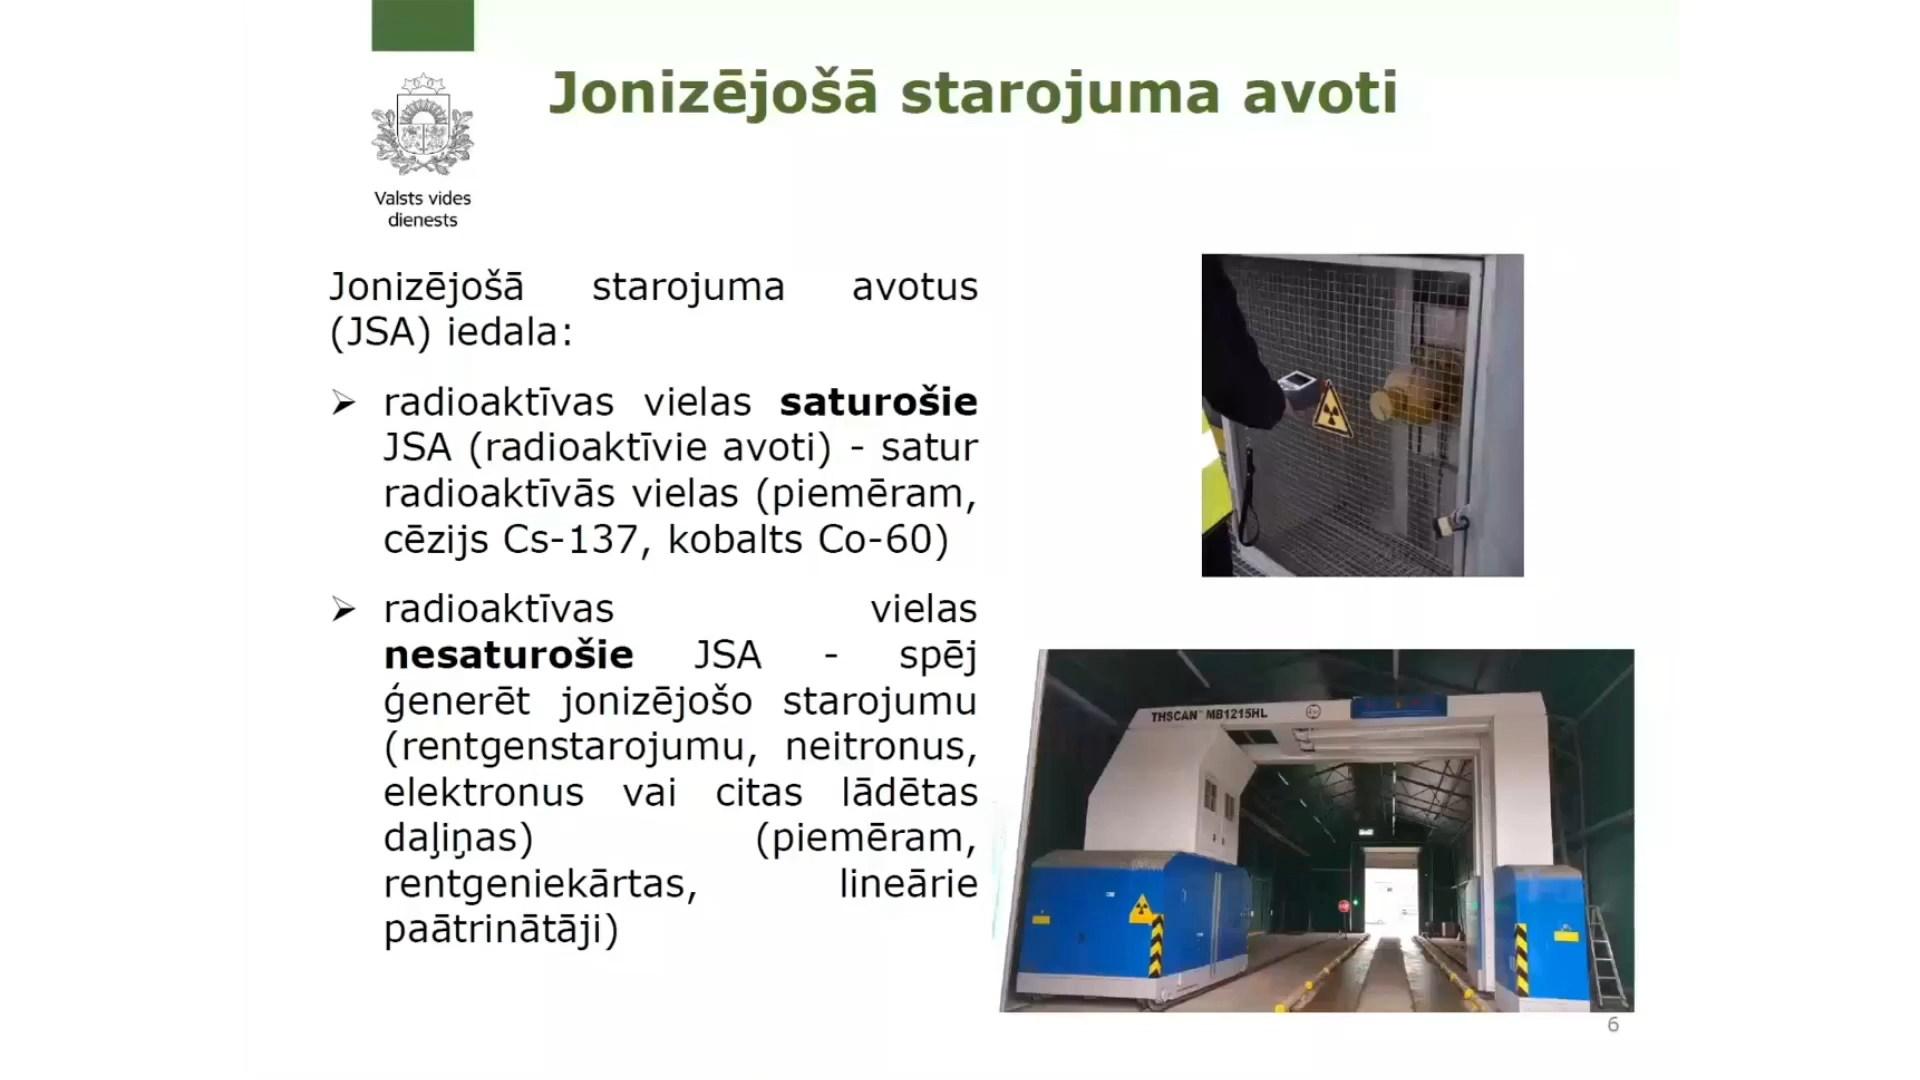 Jonizējošā starojuma avoti
Valsts vides
dienests
Jonizējošā starojuma avotus
(JSA) iedala:
radioaktīvas vielas saturošie
JSA (radioaktīvie avoti) - satur
radioaktīvās vielas (piemēram,
cēzijs Cs-137, kobalts Co-60)
radioaktīvas vielas
nesaturošie JSA - spēj
ģenerēt jonizējošo starojumu
(rentgenstarojumu, neitronus,
elektronus vai citas lādētas
daļiņas) (piemēram,
rentgeniekārtas, lineārie
paātrinātāji)
THSCAN™ MB1215HL
6